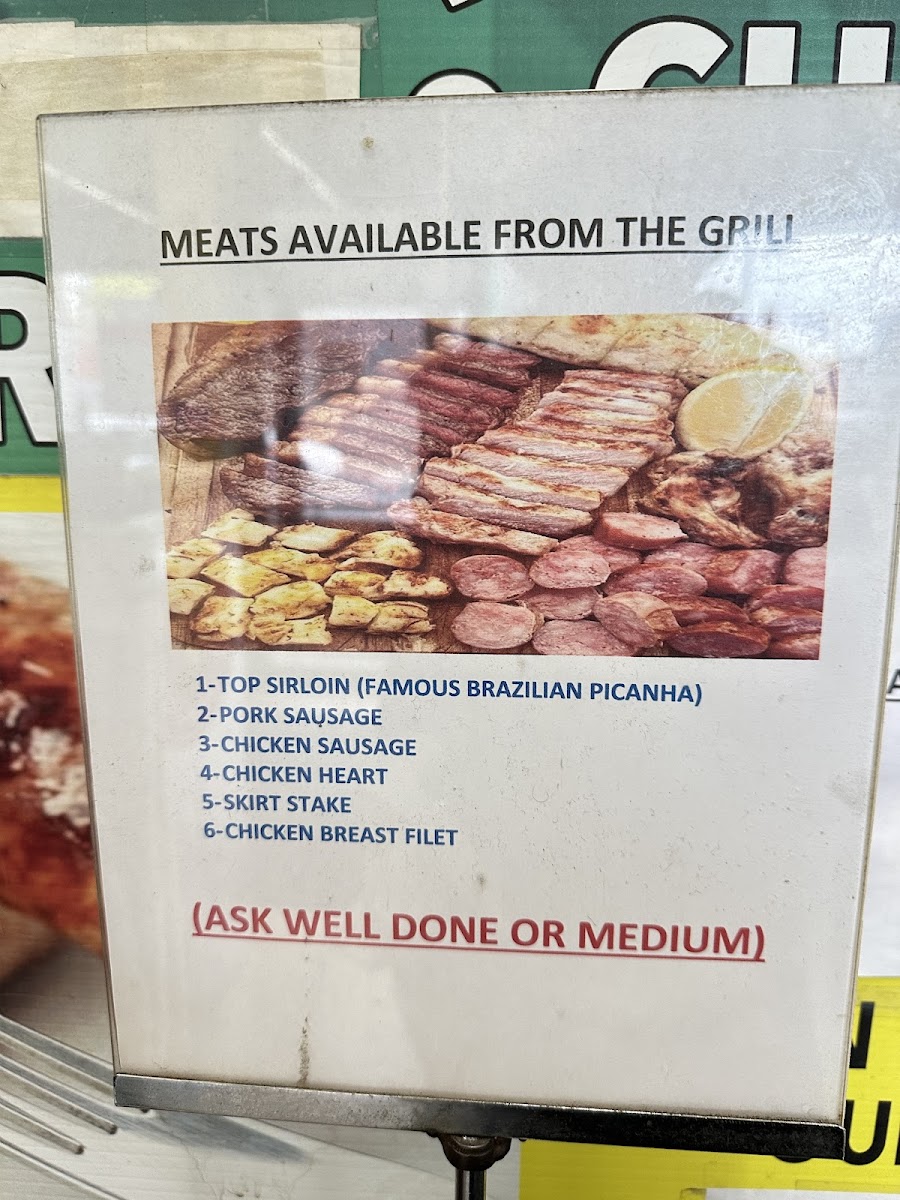 MEATS AVAILABLE FROM THE GRILL
1-TOP SIRLOIN (FAMOUS BRAZILIAN PICANHA)
2-PORK SAUSAGE
3-CHICKEN SAUSAGE
4-CHICKEN HEART
5-SKIRT STAKE
6-CHICKEN BREAST FILET
(ASK WELL DONE OR MEDIUM)